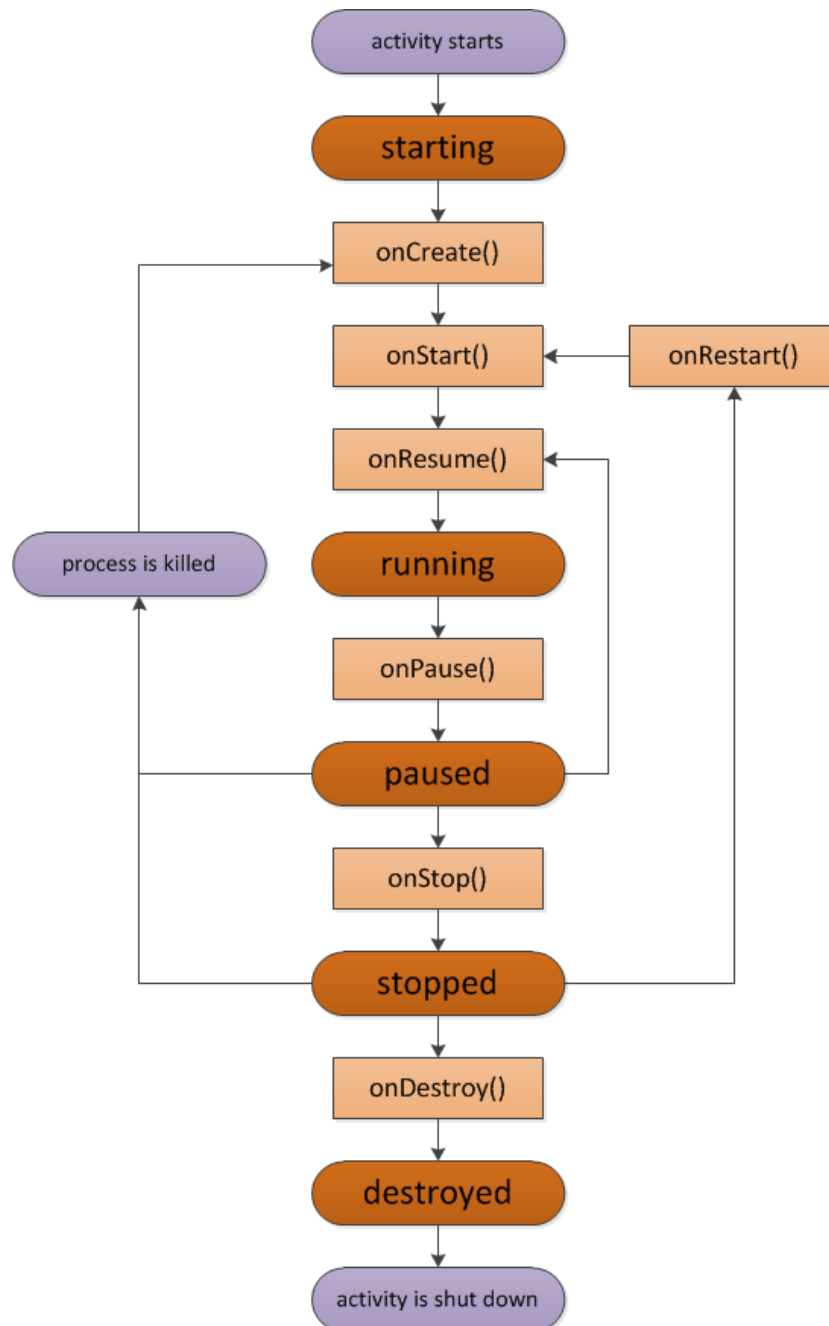 activity starts
starting
onCreate()
onStart()
onRestart()
onResume()
process is killed
running
onPause()
paused
onStop()
stopped
onDestroy()
destroyed
activity is shut down